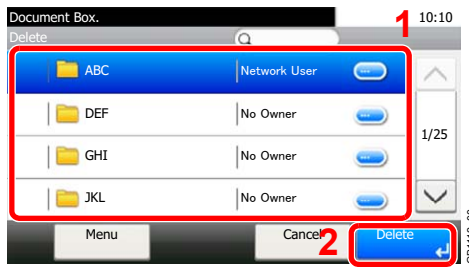 Document Box.
1
10:10
Delete
ABC
Network User
DEF
No Owner
GHI
No Owner
JKL
No Owner
1/25
Menu
Cancel
2
Delete